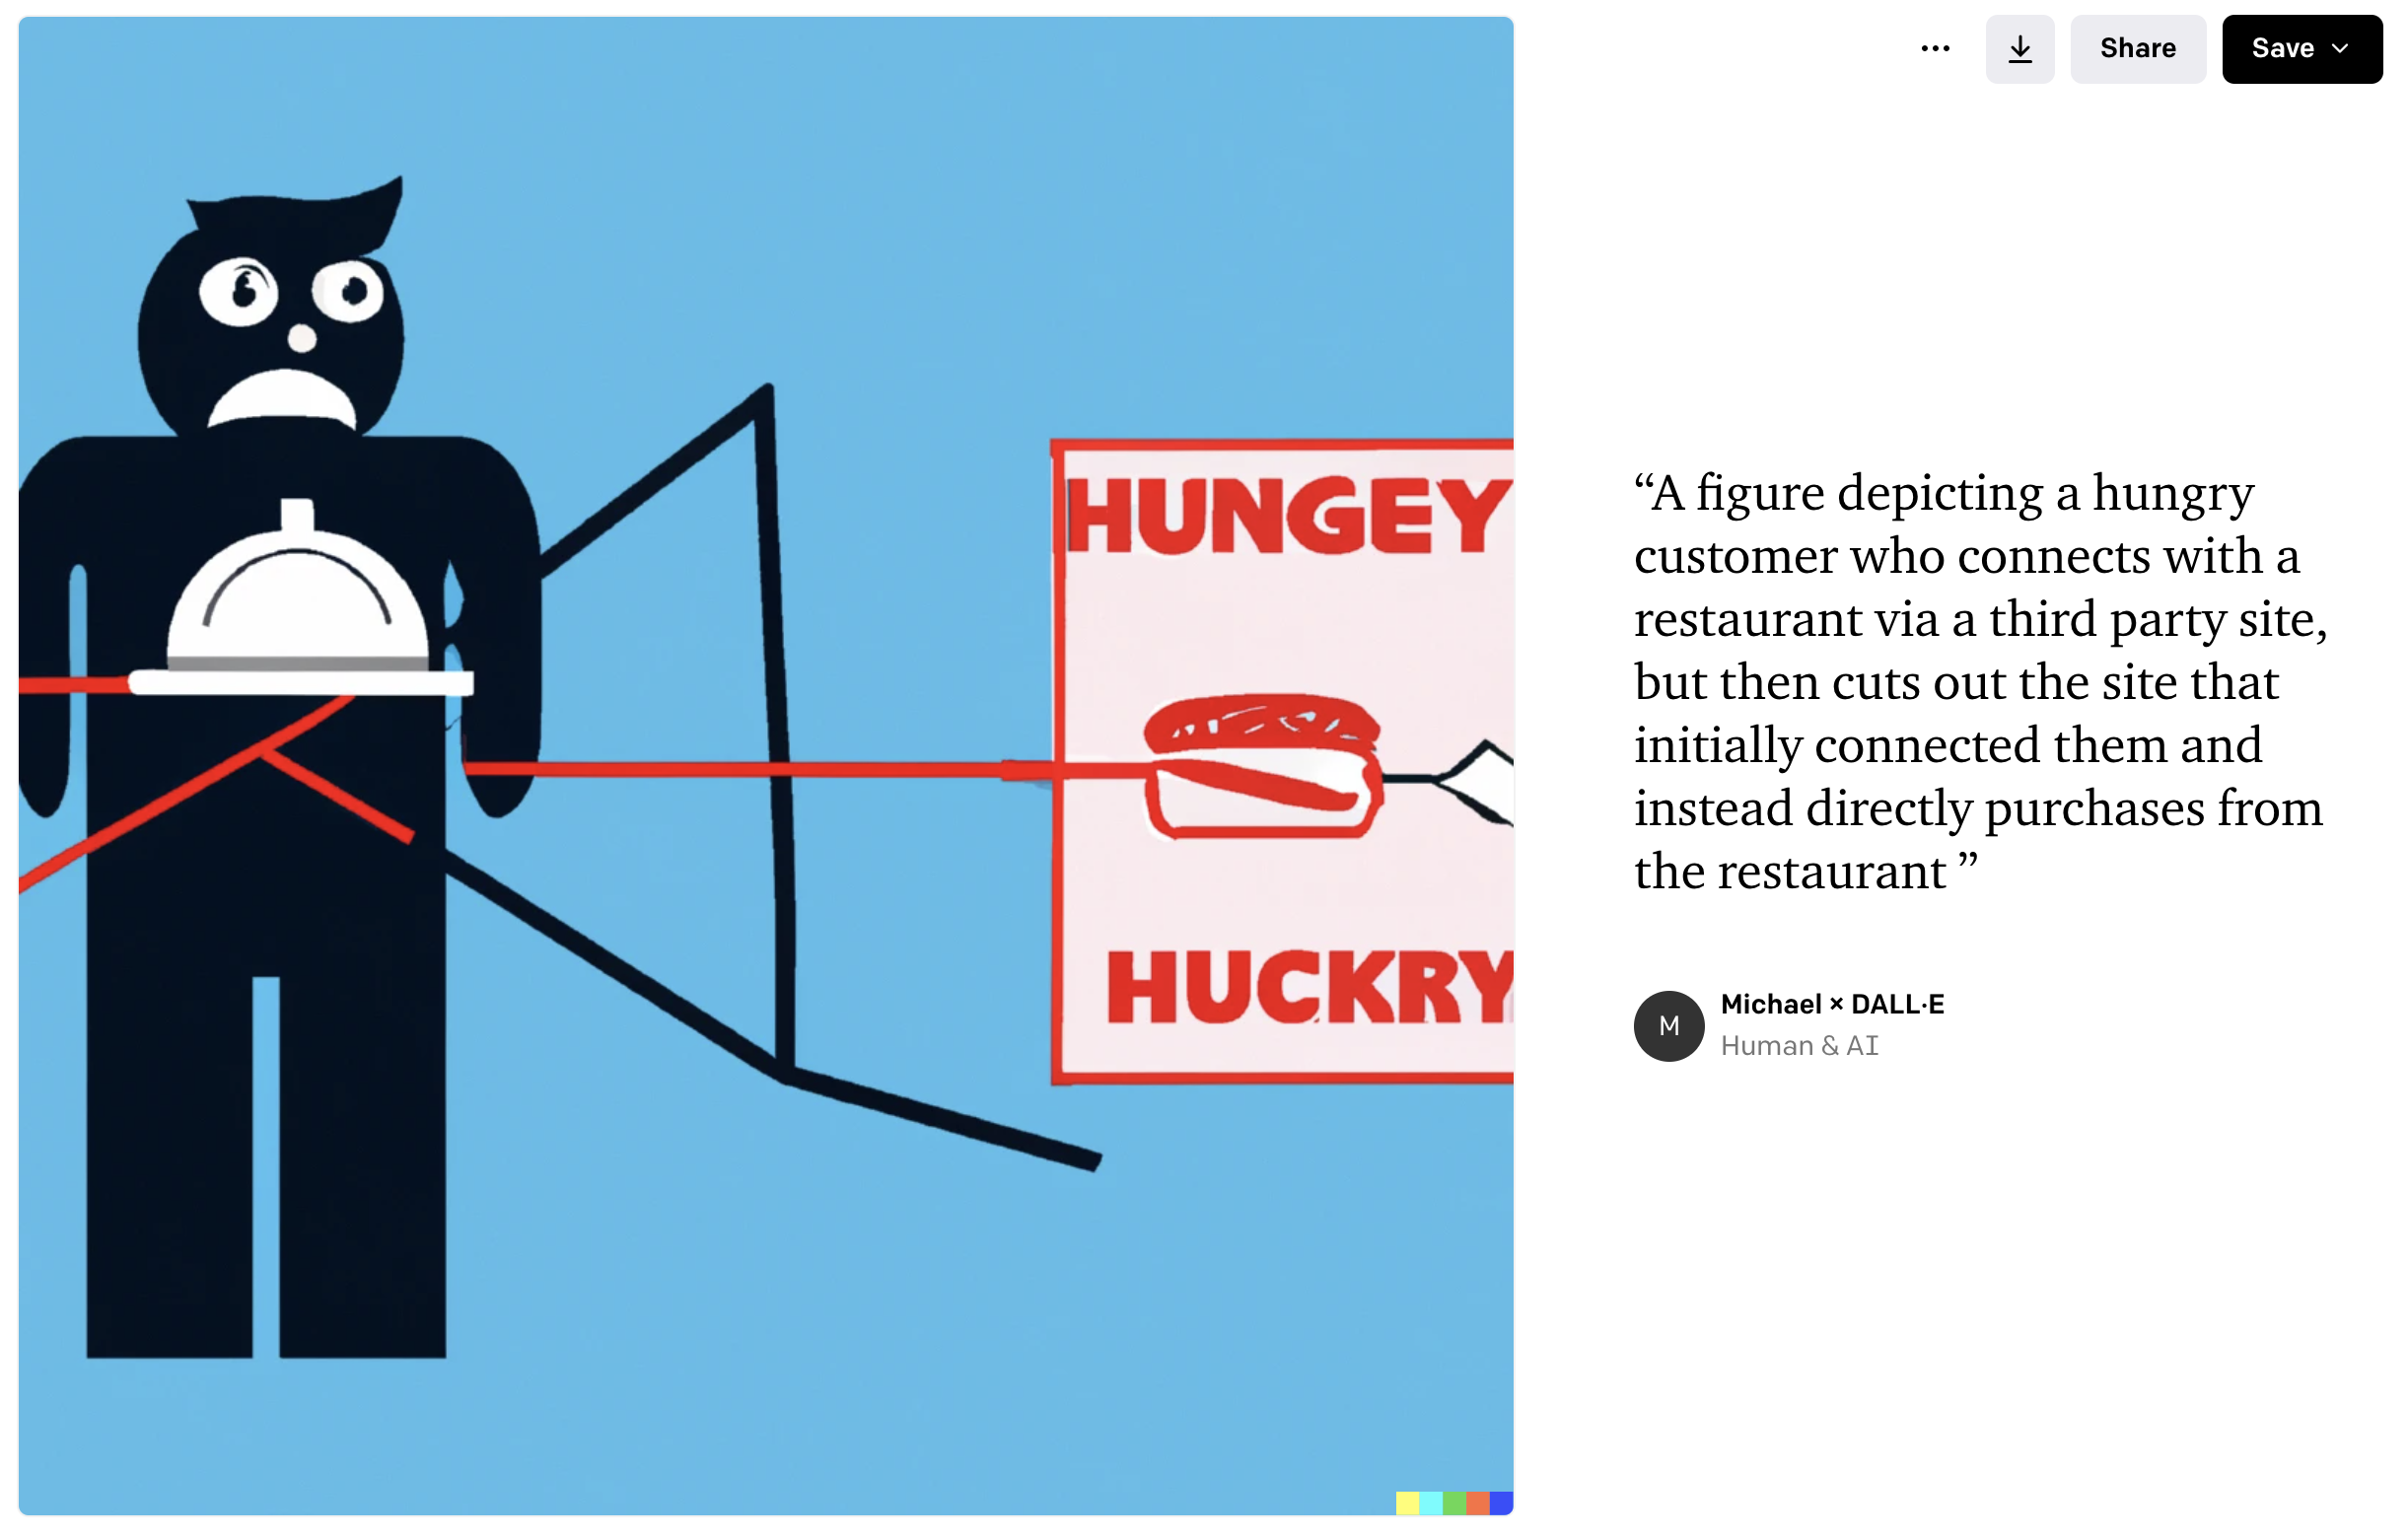 Share
Save
HUNGEY
HUCKRY
“A figure depicting a hungry
customer who connects with a
restaurant via a third party site,
but then cuts out the site that
initially connected them and
instead directly purchases from
the restaurant ”
M
Michael × DALL·E
Human & AI